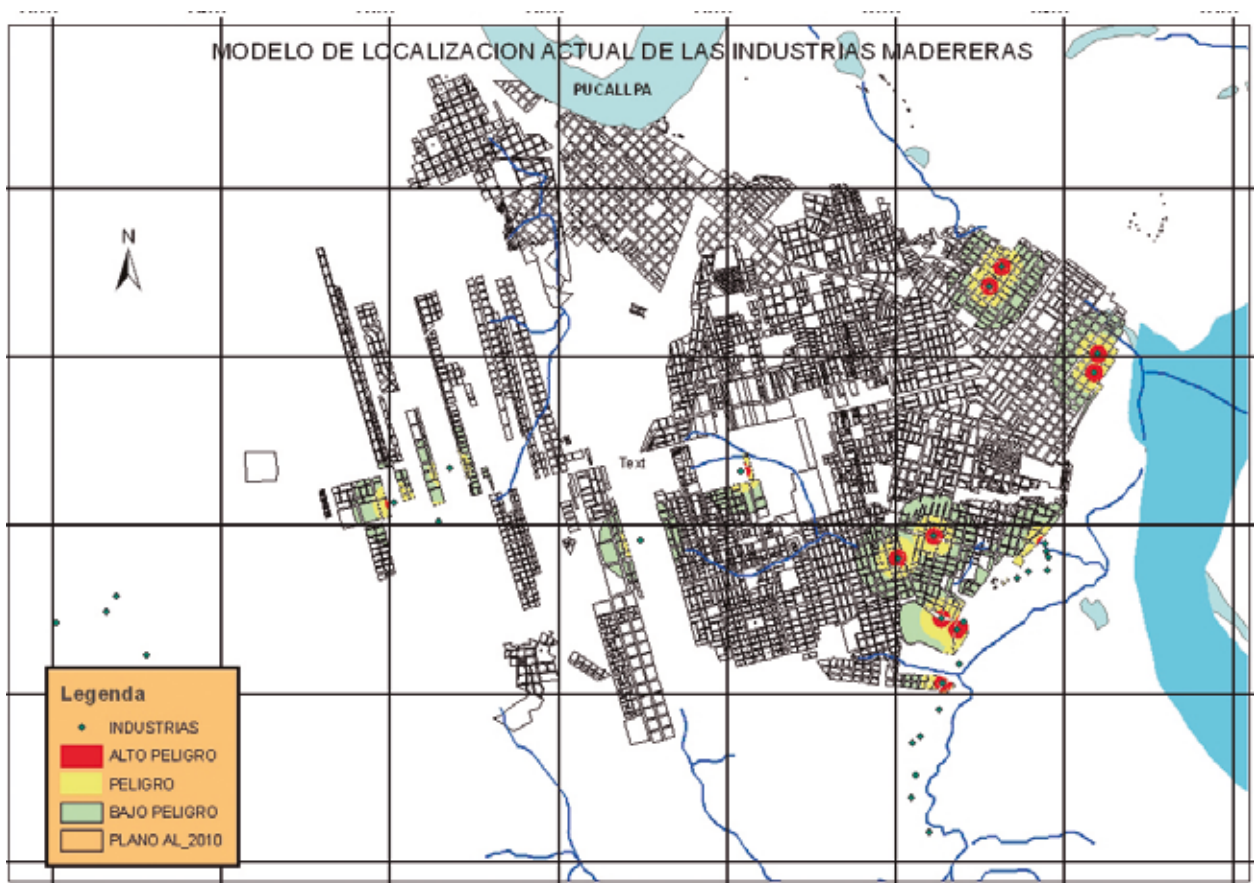 MODELO DE LOCALIZACION ACTUAL DE LAS INDUSTRIAS MADERERAS
PUCALLPA
N
Text
Legenda
INDUSTRIAS
ALTO PELIGRO
PELIGRO
BAJO PELIGRO
PLANO AL_2010